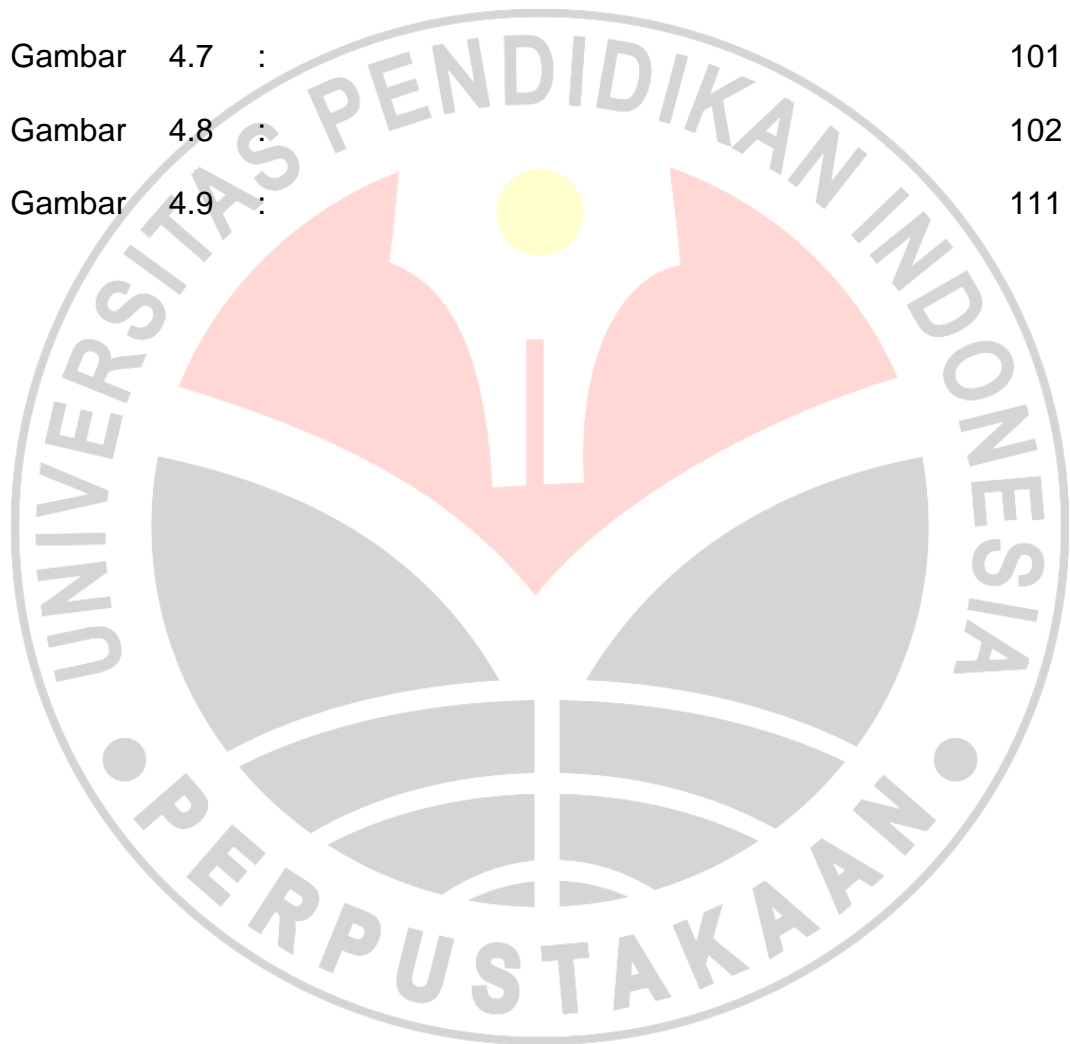 Gambar 4.7 : 101
Gambar 4.8 : 102
Gambar 4.9 : 111
UNIVERSITAS PENDIDIKAN INDONESIA
PERPUSTAKAAN